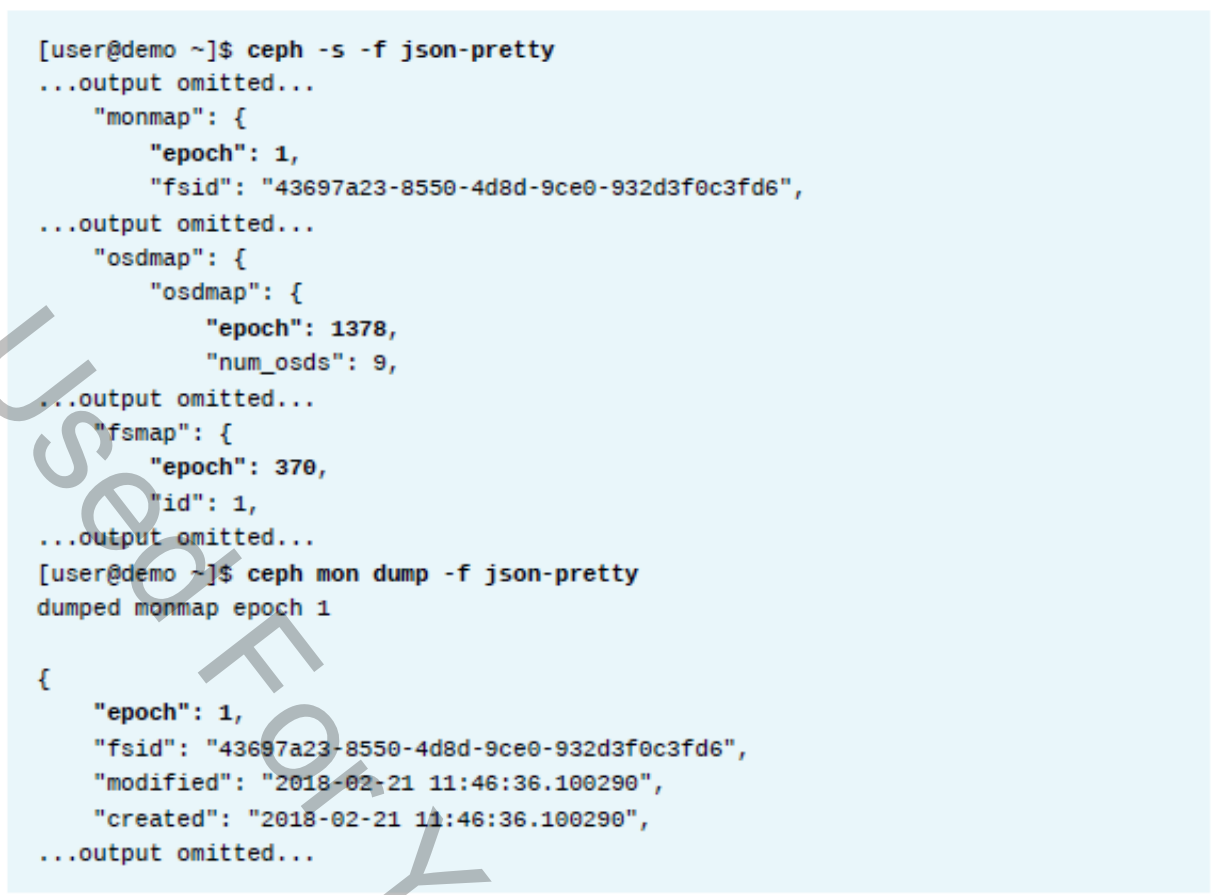 [user@demo ~]$ ceph -s -f json-pretty
...output omitted...
    "monmap": {
        "epoch": 1,
        "fsid": "43697a23-8550-4d8d-9ce0-932d3f0c3fd6",
...output omitted...
    "osdmap": {
        "osdmap": {
            "epoch": 1378,
            "num_osds": 9,
...output omitted...
    "fsmap": {
        "epoch": 370,
        "id": 1,
...output omitted...
[user@demo ~]$ ceph mon dump -f json-pretty
dumped monmap epoch 1
{
    "epoch": 1,
    "fsid": "43697a23-8550-4d8d-9ce0-932d3f0c3fd6",
    "modified": "2018-02-21 11:46:36.100290",
    "created": "2018-02-21 11:46:36.100290",
...output omitted...
Used For Y